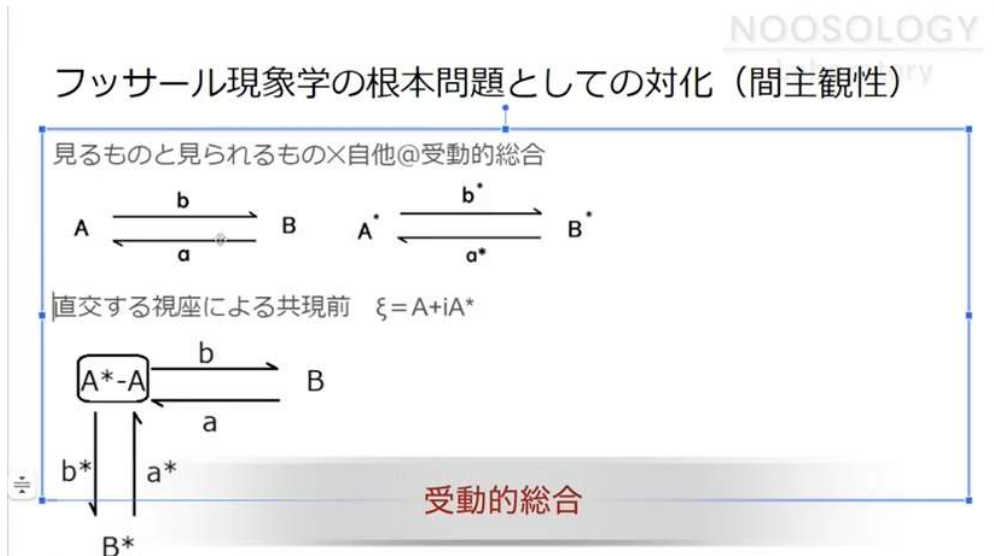 NOOSOLOGY
フッサール現象学の根本問題としての対化（間主観性）
見るものと見られるもの×自他@受動的総合
b
A B
a
b*
A* B*
a*
直交する視座による共現前 ξ=A+iA*
b
A*-A B
a
b* a*
B*
受動的総合